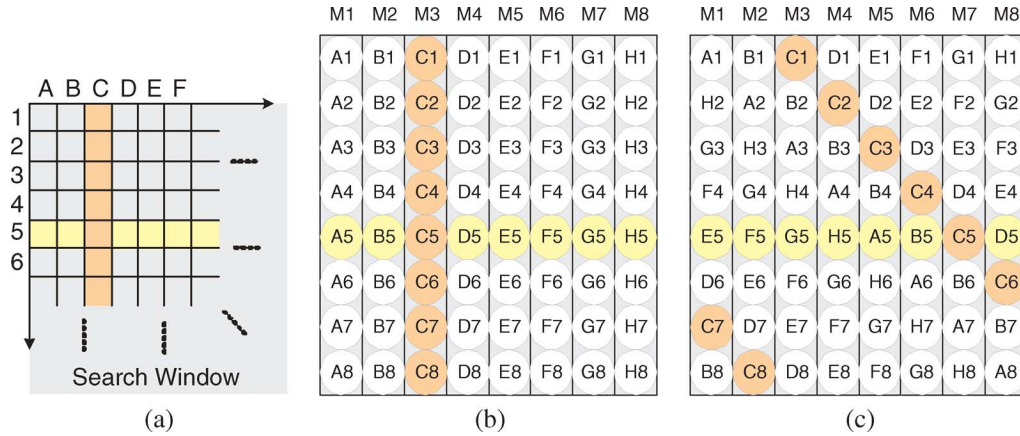 A B C D E F
1
2
3
4
5
6
Search Window
(a)
M1 M2 M3 M4 M5 M6 M7 M8
A1 B1 C1 D1 E1 F1 G1 H1
A2 B2 C2 D2 E2 F2 G2 H2
A3 B3 C3 D3 E3 F3 G3 H3
A4 B4 C4 D4 E4 F4 G4 H4
A5 B5 C5 D5 E5 F5 G5 H5
A6 B6 C6 D6 E6 F6 G6 H6
A7 B7 C7 D7 E7 F7 G7 H7
A8 B8 C8 D8 E8 F8 G8 H8
(b)
M1 M2 M3 M4 M5 M6 M7 M8
A1 B1 C1 D1 E1 F1 G1 H1
H2 A2 B2 C2 D2 E2 F2 G2
G3 H3 A3 B3 C3 D3 E3 F3
F4 G4 H4 A4 B4 C4 D4 E4
E5 F5 G5 H5 A5 B5 C5 D5
D6 E6 F6 G6 H6 A6 B6 C6
C7 D7 E7 F7 G7 H7 A7 B7
B8 C8 D8 E8 F8 G8 H8 A8
(c)